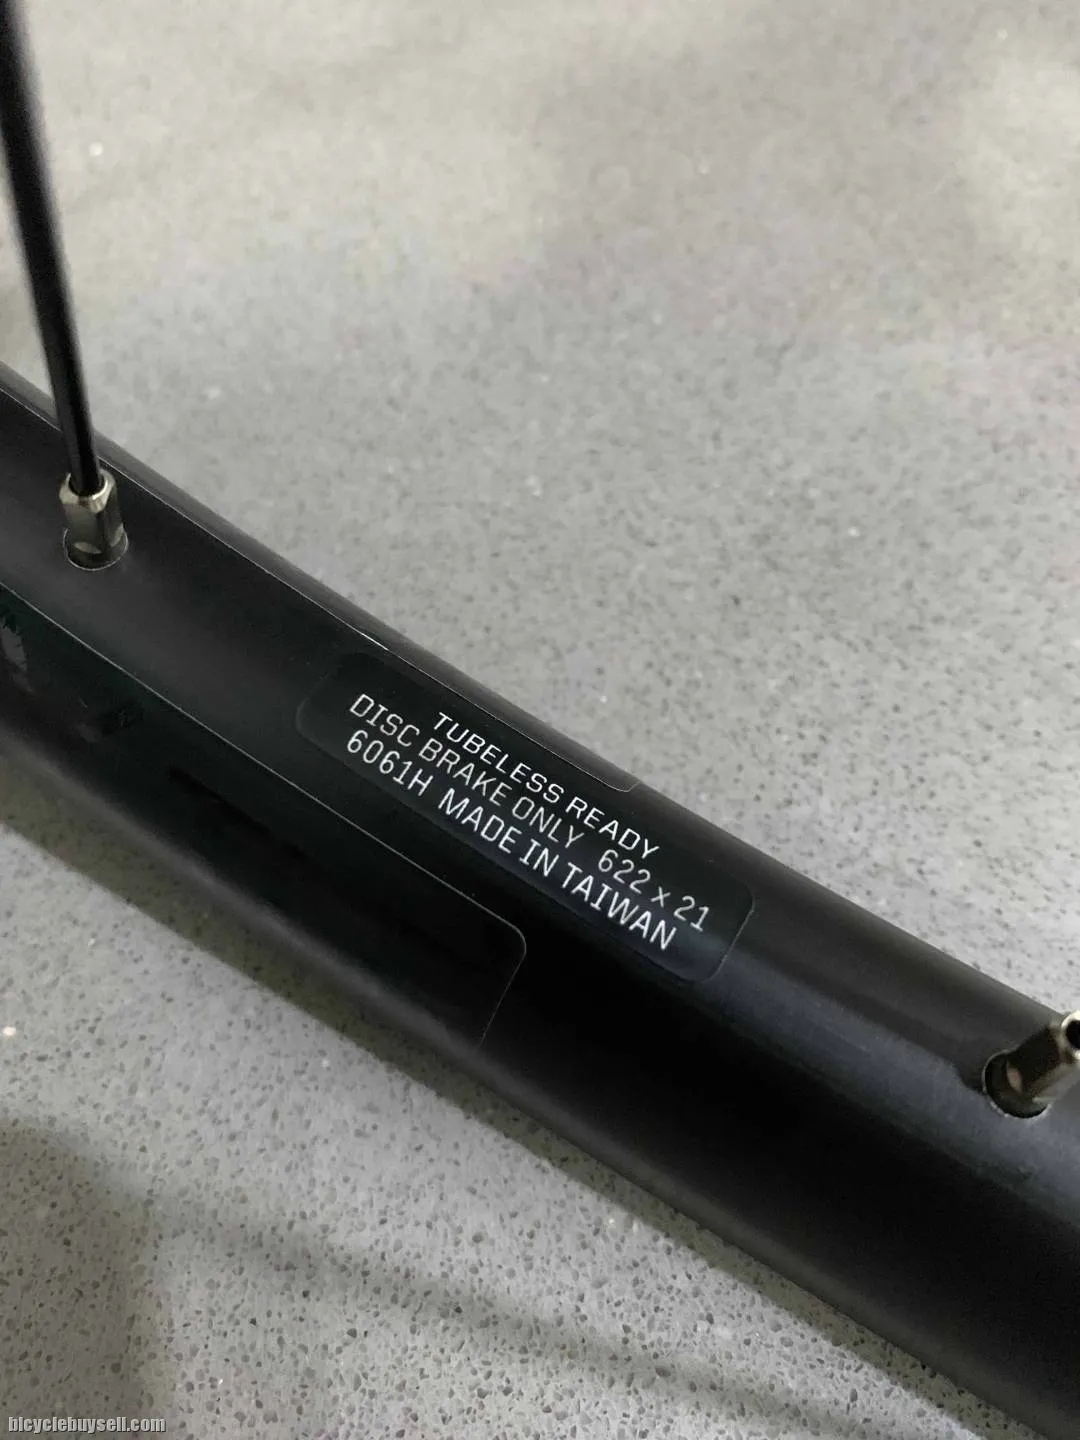 TUBELESS READY
DISC BRAKE ONLY 622 x 21
6061H MADE IN TAIWAN
bicyclebuysell.com